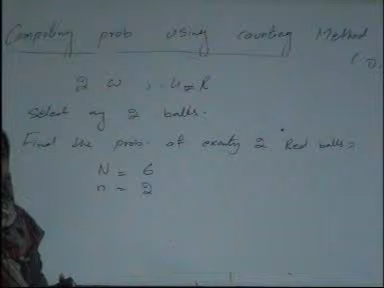 Computing prob using counting Method
2 W , 4 = R
Select any 2 balls.
Find the prob. of exactly 2 Red balls =
N = 6
n = 2